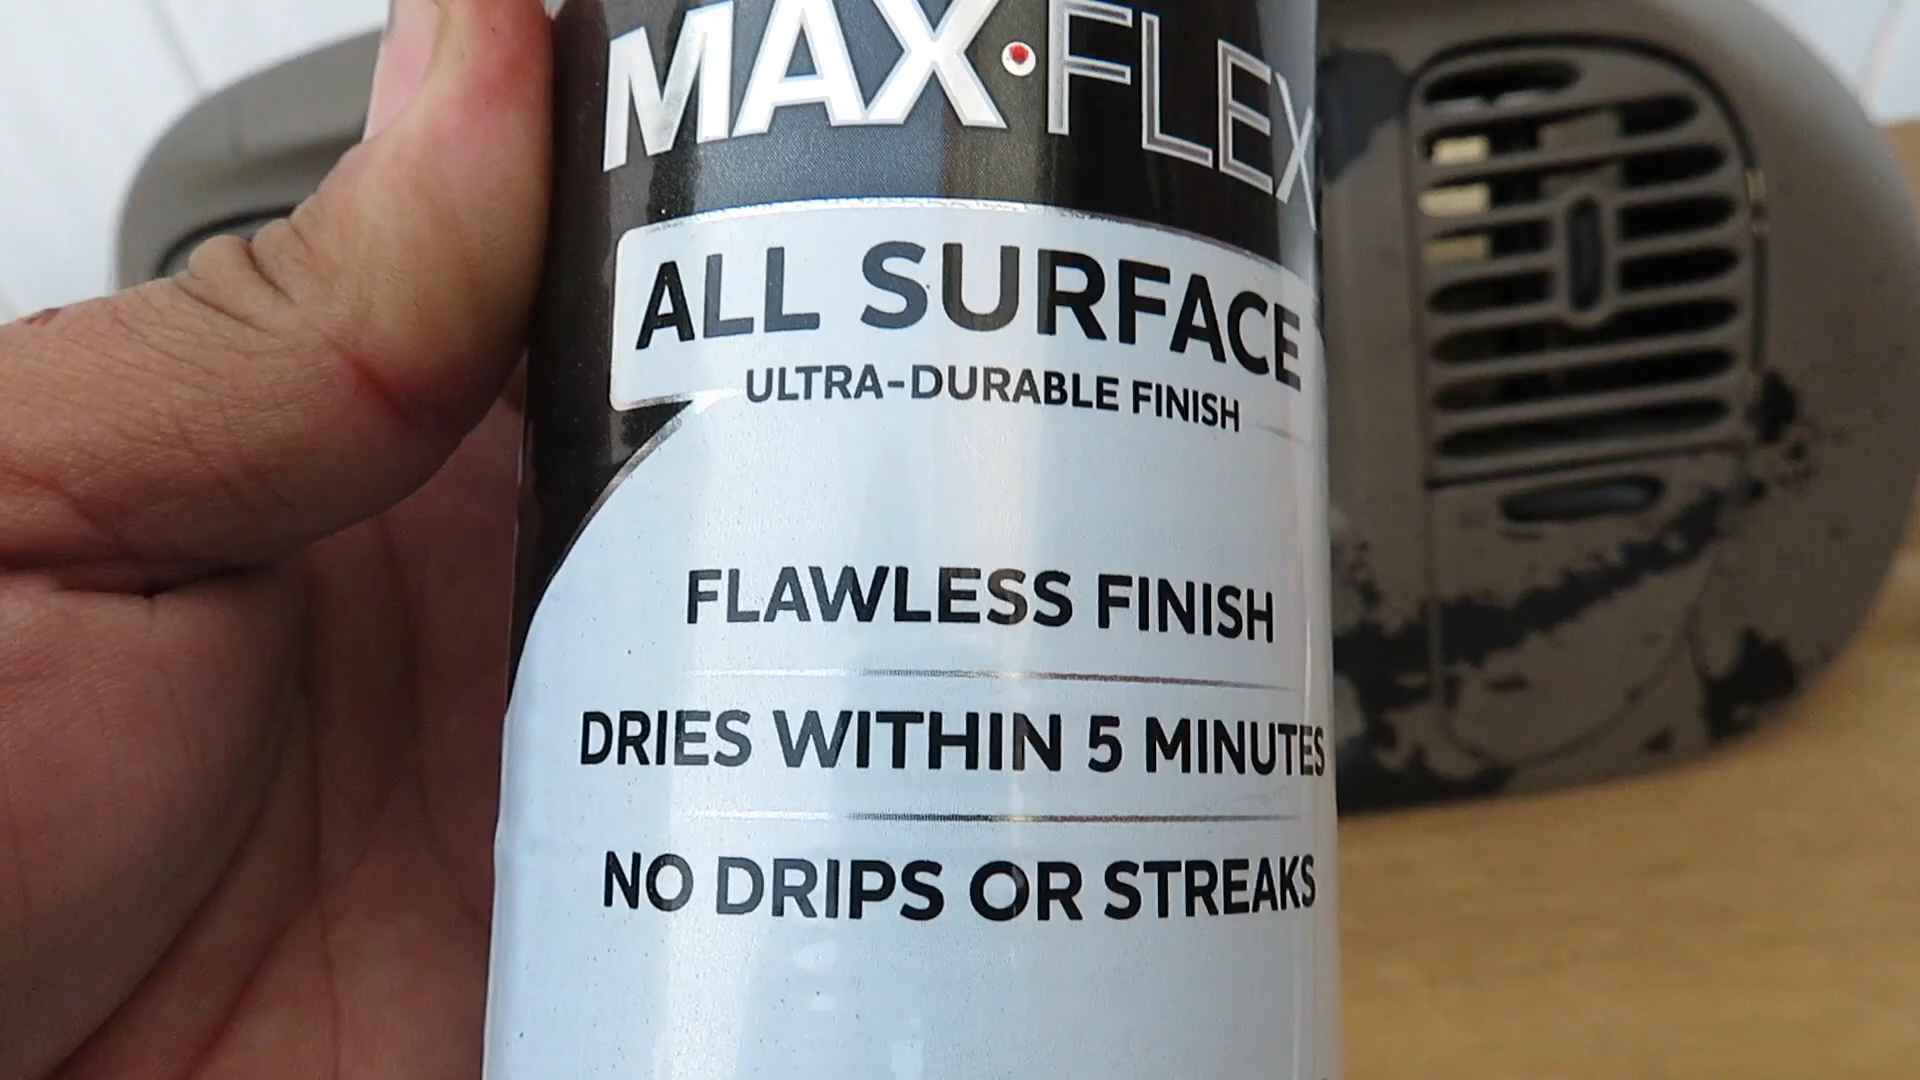 MAX•FLEX
ALL SURFACE
ULTRA-DURABLE FINISH
FLAWLESS FINISH
DRIES WITHIN 5 MINUTES
NO DRIPS OR STREAKS